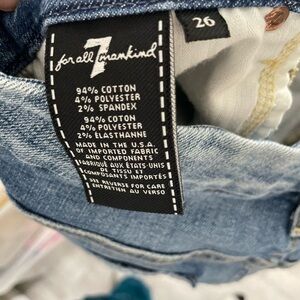 7
for all mankind
26
94% COTTON
4% POLYESTER
2% SPANDEX
94% COTON
4% POLYESTER
2% ÉLASTHANNE
MADE IN THE U.S.A.
OF IMPORTED FABRIC
AND COMPONENTS
FABRIQUÉ AUX ÉTATS-UNIS
DE TISSU ET
COMPOSANTS IMPORTÉS
SEE REVERSE FOR CARE
ENTRETIEN AU VERSO